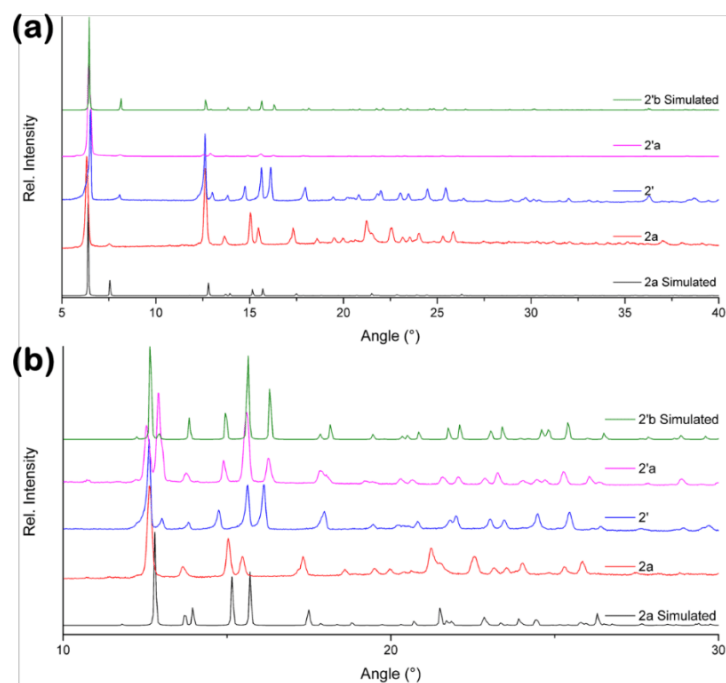 (a)
Rel. Intensity
2'b Simulated
2'a
2'
2a
2a Simulated
5 10 15 20 25 30 35 40
Angle (°)
(b)
Rel. Intensity
2'b Simulated
2'a
2'
2a
2a Simulated
10 20 30
Angle (°)